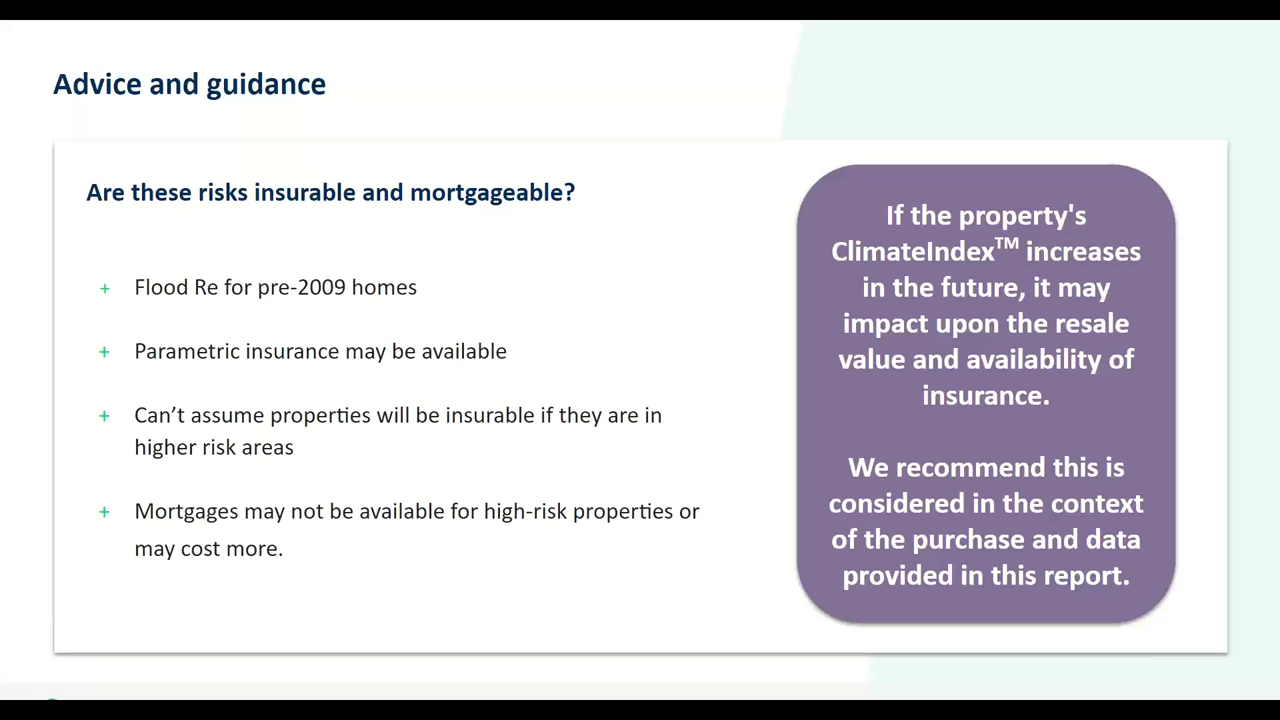 Advice and guidance
Are these risks insurable and mortgageable?
+ Flood Re for pre-2009 homes
+ Parametric insurance may be available
+ Can’t assume properties will be insurable if they are in
higher risk areas
+ Mortgages may not be available for high-risk properties or
may cost more.
If the property's
ClimateIndex™ increases
in the future, it may
impact upon the resale
value and availability of
insurance.
We recommend this is
considered in the context
of the purchase and data
provided in this report.